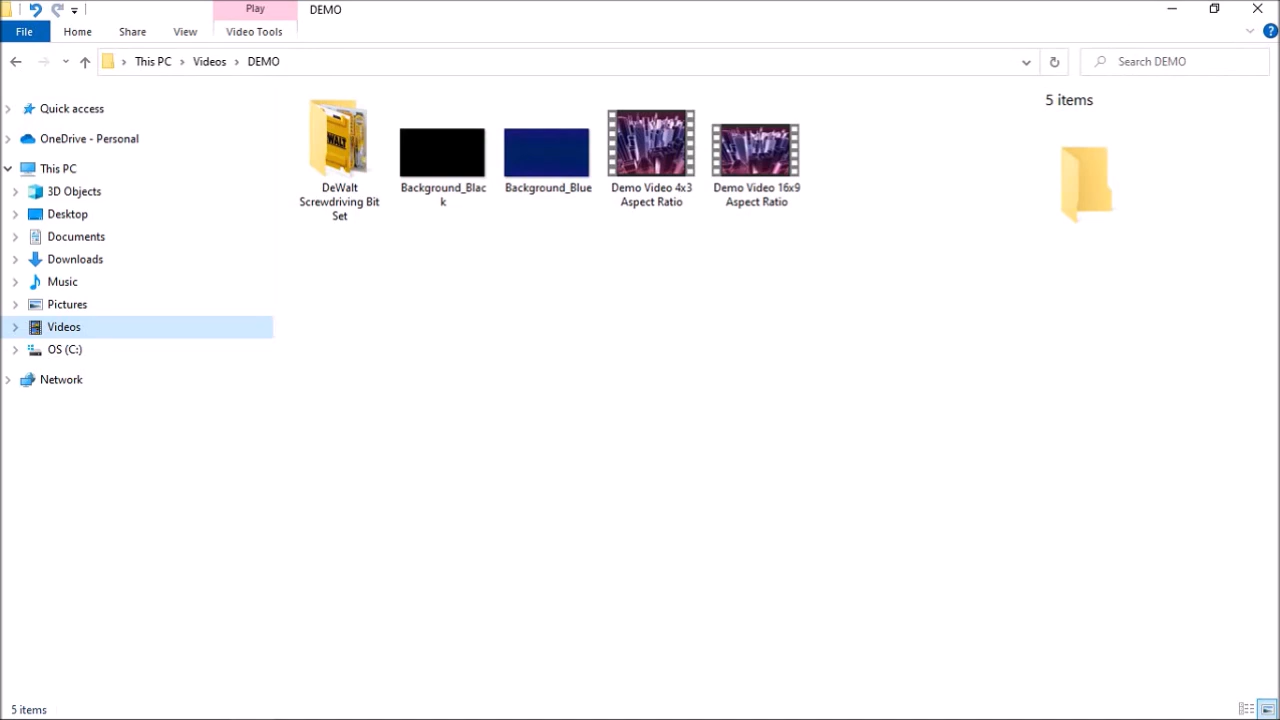 Play
DEMO
File
Home
Share
View
Video Tools
This PC
Videos
DEMO
Search DEMO
Quick access
OneDrive - Personal
This PC
3D Objects
Desktop
Documents
Downloads
Music
Pictures
Videos
OS (C:)
Network
DEWALT
DeWalt
Screwdriving Bit
Set
Background_Blac
k
Background_Blue
Demo Video 4x3
Aspect Ratio
Demo Video 16x9
Aspect Ratio
5 items
5 items